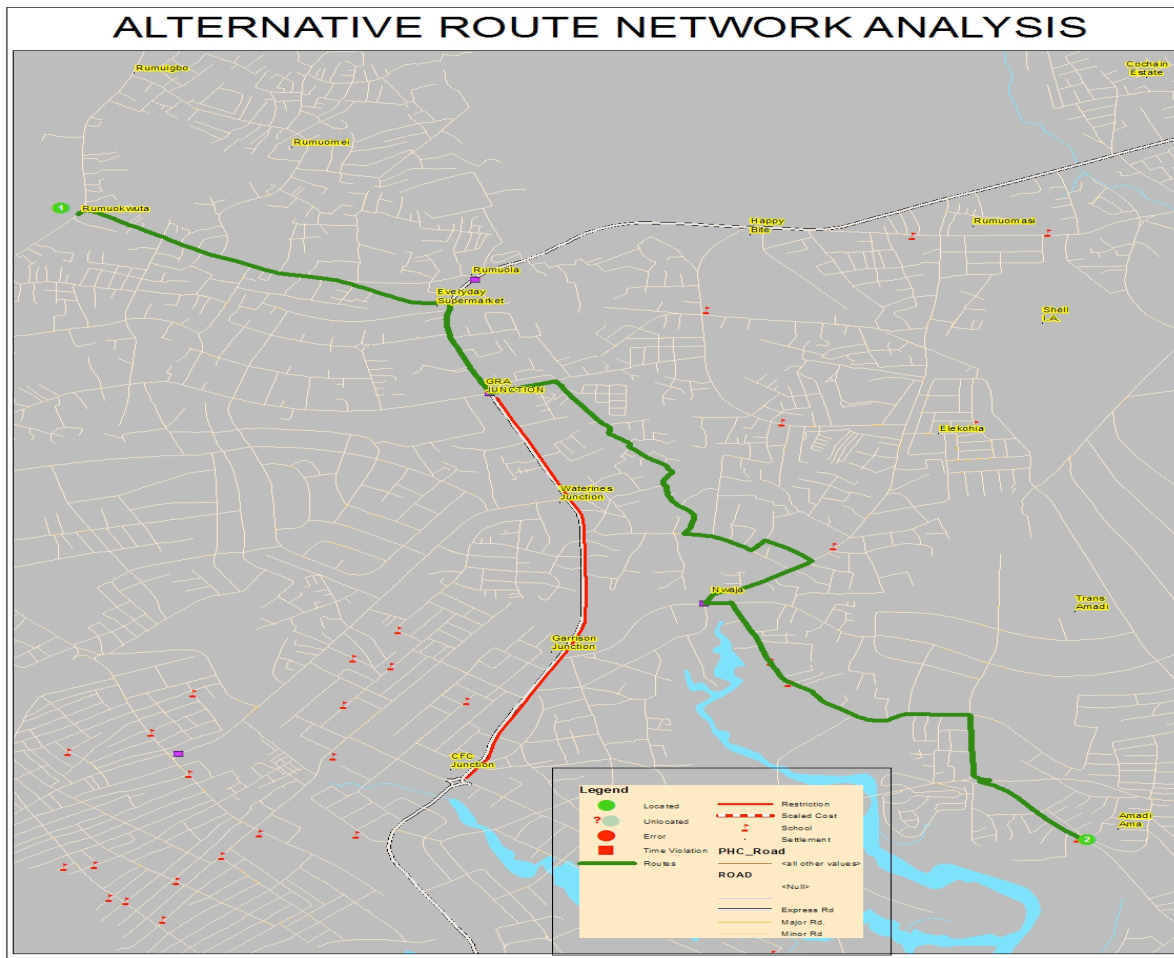 ALTERNATIVE ROUTE NETWORK ANALYSIS
Rumuigbo
Cochain
Estate
Rumuomei
1
Rumuokwuta
Happy
Bite
Rumuomasi
Rumuola
Everyday
Supermarket
Shell
I.A.
GRA
JUNCTION
Elekohia
Waterines
Junction
Nwaja
Trans
Amadi
Garrison
Junction
CFC
Junction
Amadi
Ama
2
Legend
Located
? Unlocated
Error
Time Violation
Routes
Restriction
Scaled Cost
School
Settlement
PHC_Road
<all other values>
ROAD
<Null>
Express Rd
Major Rd.
Minor Rd